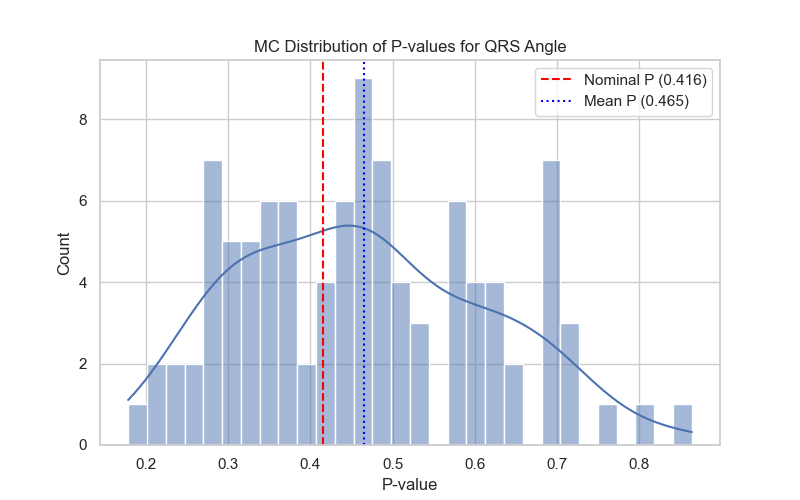 MC Distribution of P-values for QRS Angle
Nominal P (0.416)
Mean P (0.465)
Count
8
6
4
2
0
0.2 0.3 0.4 0.5 0.6 0.7 0.8
P-value